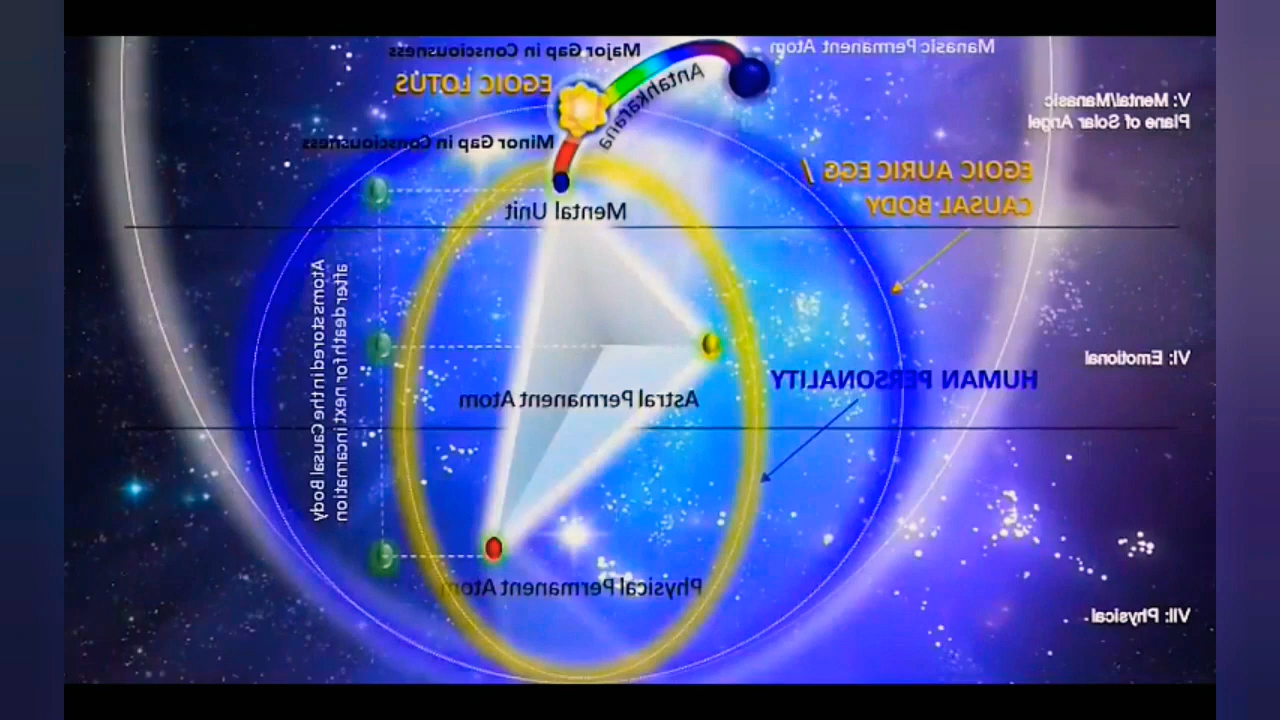 Major Gap in Consciousness
Manasic Permanent Atom
EGOIC LOTUS
Antahkarana
V: Mental/Manasic
Plane of Solar Angel
Minor Gap in Consciousness
EGOIC AURIC EGG /
CAUSAL BODY
Mental Unit
Atoms stored in the Causal Body
after death for next incarnation
VI: Emotional
HUMAN PERSONALITY
Astral Permanent Atom
Physical Permanent Atom
VII: Physical